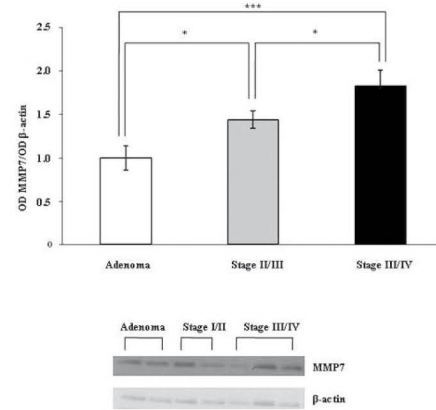 ***
* *
OD MMP7/OD β-actin
2.5
2.0
1.5
1.0
0.5
0
Adenoma Stage II/III Stage III/IV
Adenoma Stage I/II Stage III/IV
MMP7
β-actin